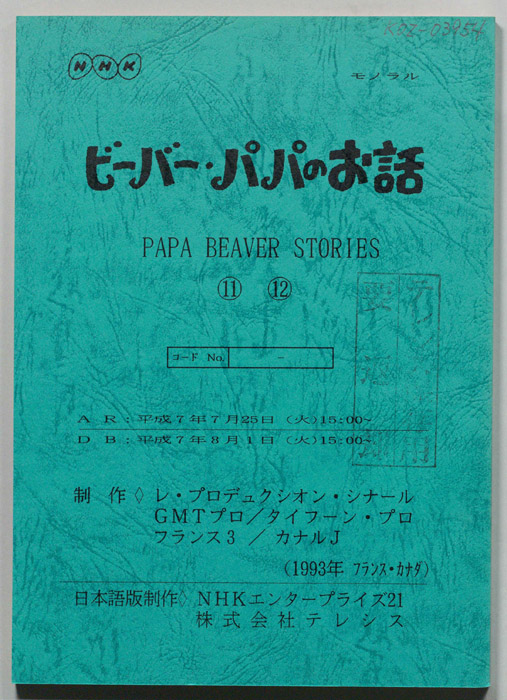 NHK
モノラル
ビーバー・パパのお話
PAPA BEAVER STORIES
⑪ ⑫
コード No. －
AR:平成7年7月25日(火)15:00~
DB:平成7年8月1日(火)15:00~
制作◇レ・プロデュクシオン・シナール
GMTプロ／タイフーン・プロ
フランス3／カナルJ
(1993年 フランス・カナダ)
日本語版制作◇NHKエンタープライズ21
株式会社テレシス